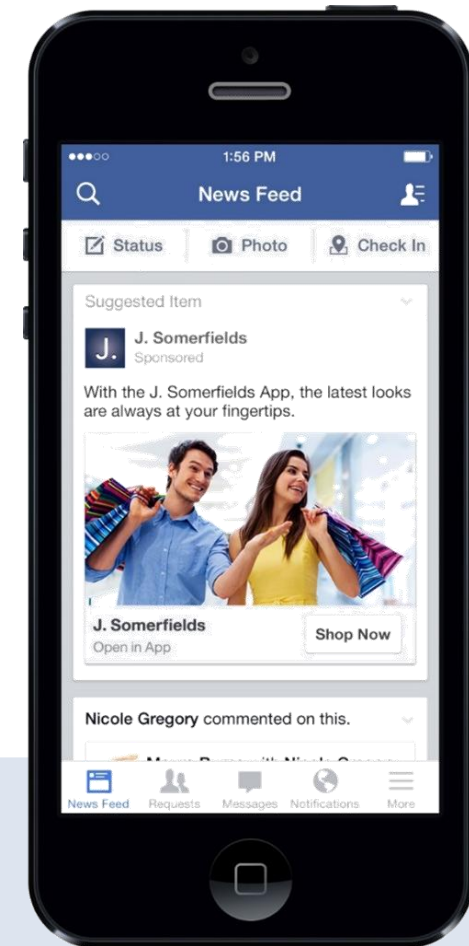 1:56 PM
News Feed
Status Photo Check In
Suggested Item
J. J. Somerfields
Sponsored
With the J. Somerfields App, the latest looks
are always at your fingertips.
J. Somerfields
Open in App
Shop Now
Nicole Gregory commented on this.
News Feed Requests Messages Notifications More